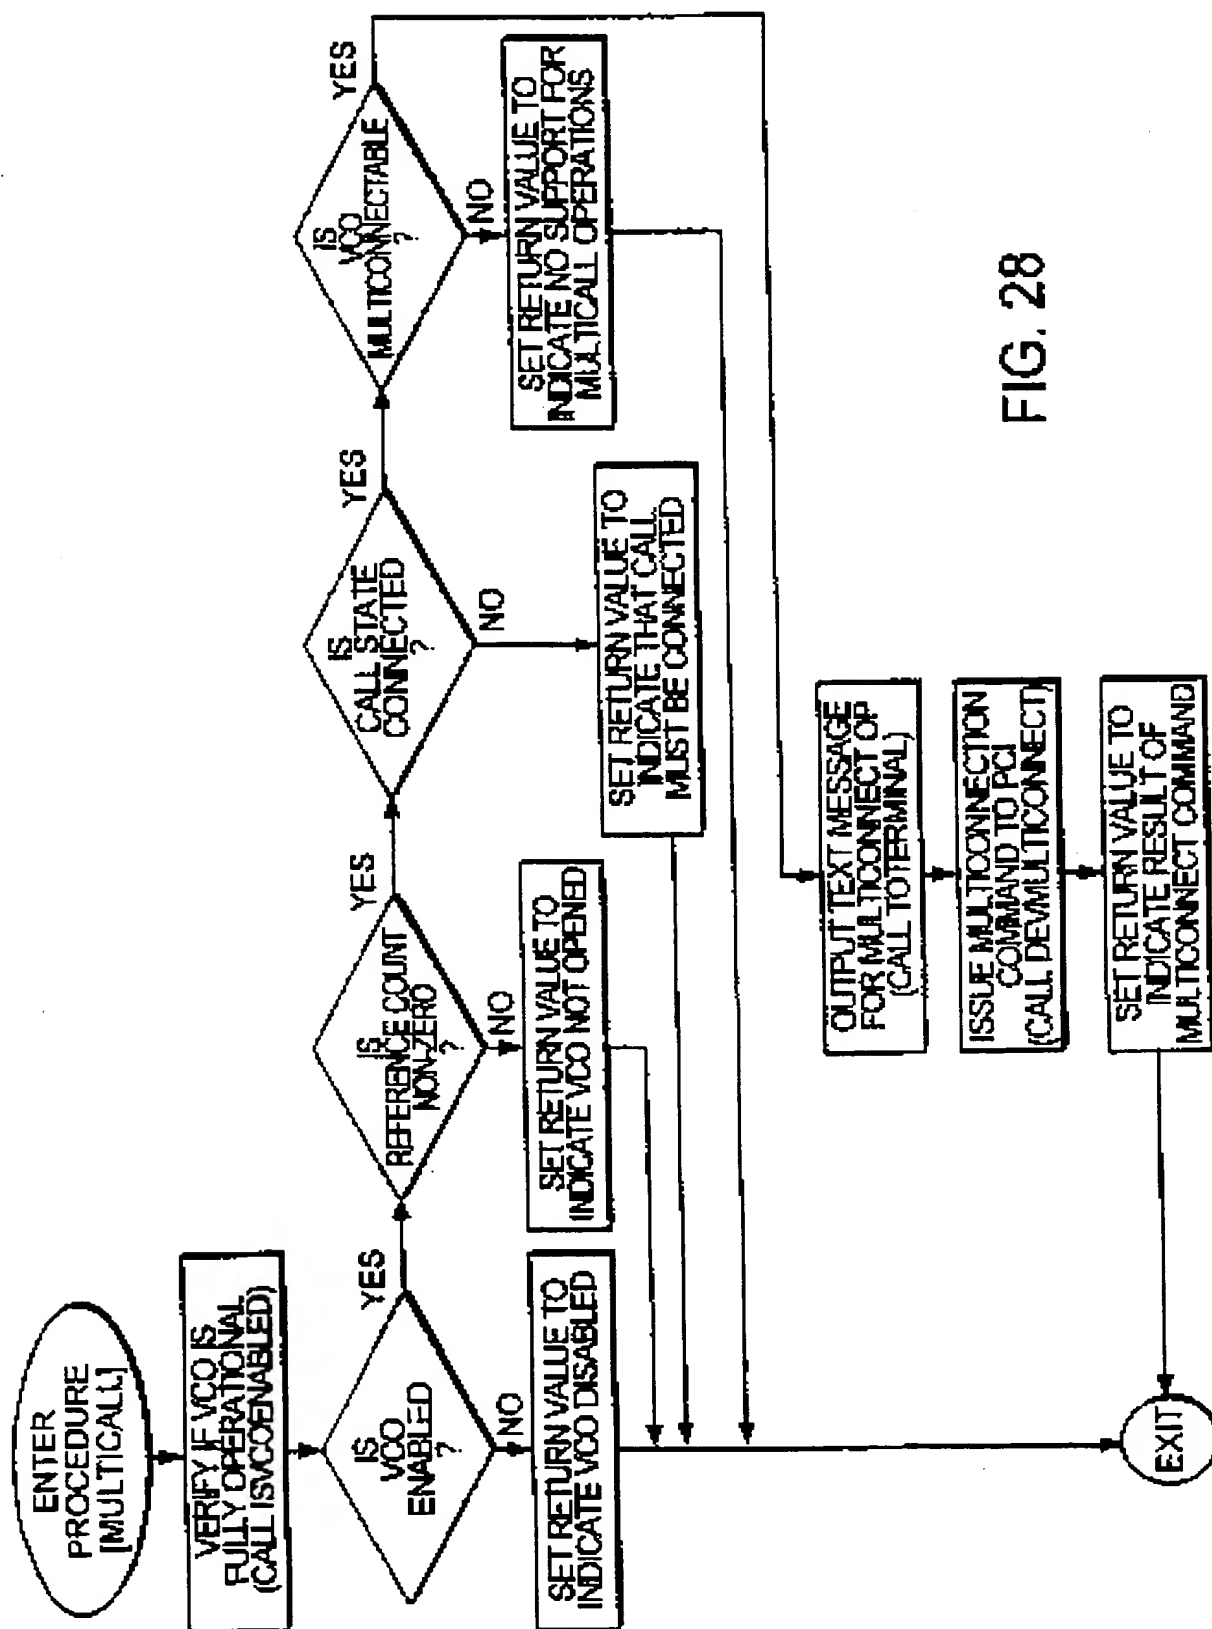 ENTER
PROCEDURE
[MULTICALL]
VERIFY IF VCO IS
FULLY OPERATIONAL
(CALL ISVCOENABLED)
IS
VCO
ENABLED
?
YES
NO
SET RETURN VALUE TO
INDICATE VCO DISABLED
IS
REFERENCE COUNT
NON-ZERO
?
YES
NO
SET RETURN VALUE TO
INDICATE VCO NOT OPENED
IS
CALL STATE
CONNECTED
?
YES
NO
SET RETURN VALUE TO
INDICATE THAT CALL
MUST BE CONNECTED
IS
VCO
MULTICONNECTABLE
?
YES
NO
SET RETURN VALUE TO
INDICATE NO SUPPORT FOR
MULTICALL OPERATIONS
OUTPUT TEXT MESSAGE
FOR MULTICONNECT OP
(CALL TOTERMINAL)
ISSUE MULTICONNECTION
COMMAND TO PCI
(CALL DEVMULTICONNECT)
SET RETURN VALUE TO
INDICATE RESULT OF
MULTICONNECT COMMAND
EXIT
FIG. 28